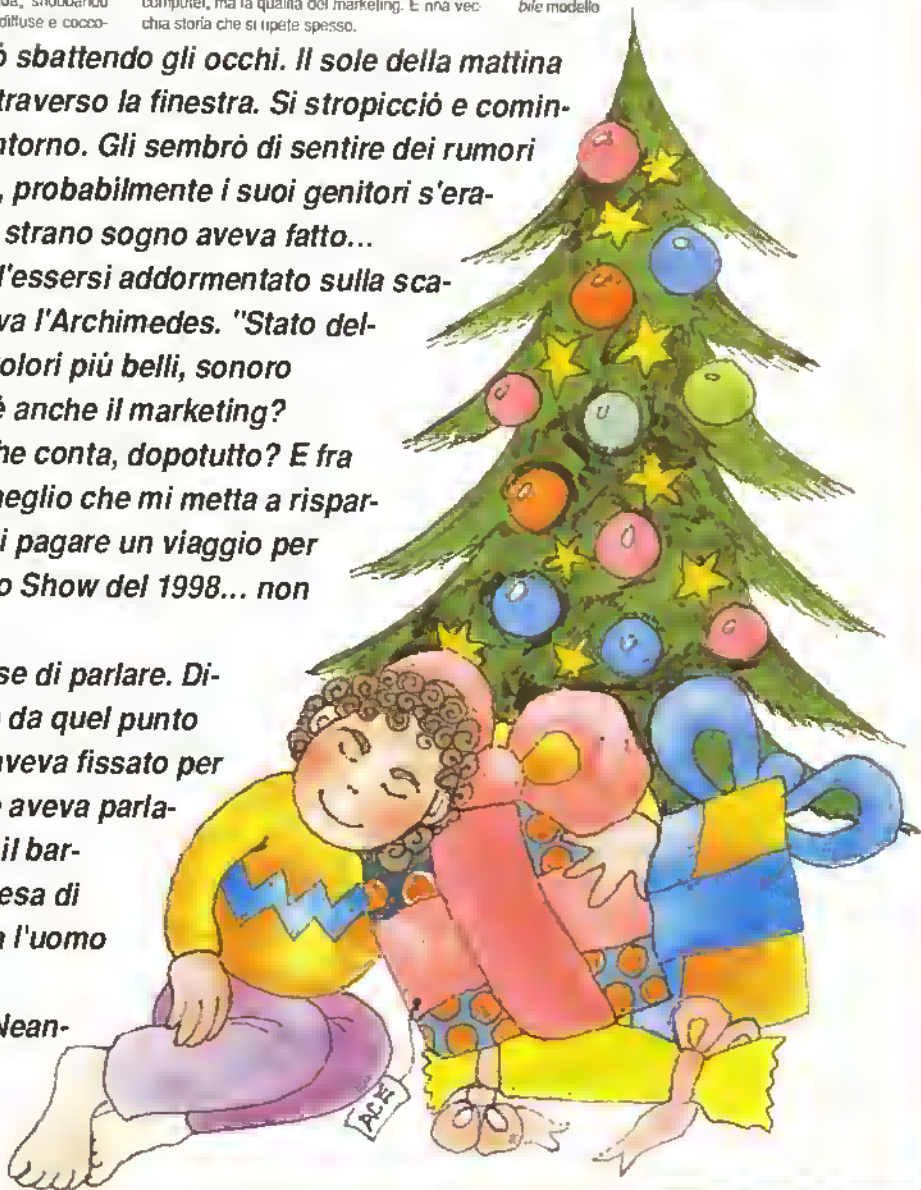 diffuse e cocco-
computer, ma la qualità del marketing. È una vec-
chia storia che si ripete spesso.
bile modello
ò sbattendo gli occhi. Il sole della mattina
traverso la finestra. Si stropicciò e comin-
ntorno. Gli sembrò di sentire dei rumori
, probabilmente i suoi genitori s'era-
strano sogno aveva fatto...
l'essersi addormentato sulla sca-
va l'Archimedes. "Stato del-
olori più belli, sonoro
è anche il marketing?
he conta, dopotutto? E fra
neglio che mi metta a rispar-
i pagare un viaggio per
o Show del 1998... non
se di parlare. Di-
da quel punto
aveva fissato per
e aveva parla-
il bar-
esa di
a l'uomo
Nean-
ACE